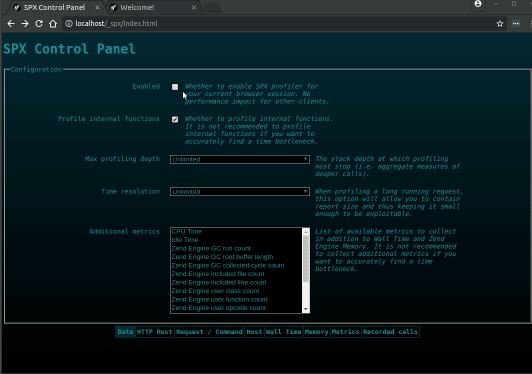 SPX Control Panel
Welcome!
localhost/_spx/index.html
SPX Control Panel
Configuration
Enabled
Whether to enable SPX profiler for
your current browser session. No
performance impact for other clients.
Profile internal functions
Whether to profile internal functions.
It is not recommended to profile
internal functions if you want to
accurately find a time bottleneck.
Max profiling depth
Unlimited
The stack depth at which profiling
must stop (i.e. aggregate measures of
deeper calls).
Time resolution
Unlimited
When profiling a long running request,
this option will allow you to contain
report size and thus keeping it small
enough to be exploitable.
Additional metrics
CPU Time
Idle Time
Zend Engine GC run count
Zend Engine GC root buffer length
Zend Engine GC collected cycle count
Zend Engine included file count
Zend Engine included line count
Zend Engine user class count
Zend Engine user function count
Zend Engine user opcode count
List of available metrics to collect
in addition to Wall Time and Zend
Engine Memory. It is not recommended
to collect additional metrics if you
want to accurately find a time
bottleneck.
Date HTTP Host Request / Command Host Wall Time Memory Metrics Recorded calls